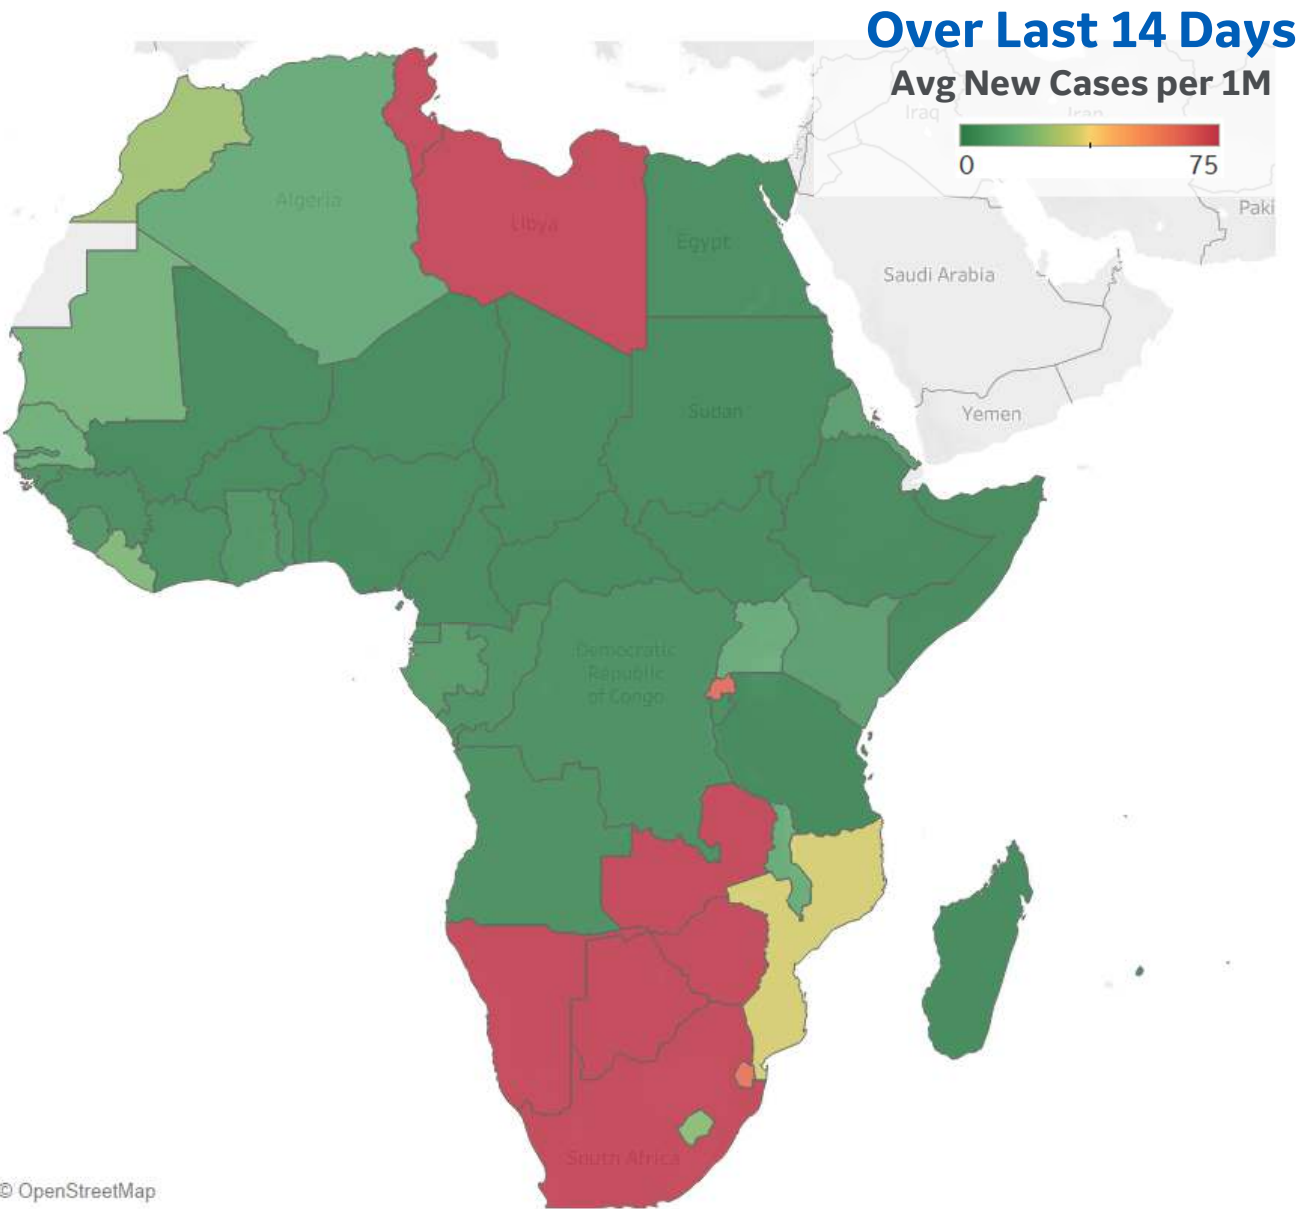 Over Last 14 Days
Avg New Cases per 1M
Iraq
Iran
0
75
Paki
Algeria
Libya
Egypt
Saudi Arabia
Sudan
Yemen
Democratic
Republic
of Congo
South Africa
© OpenStreetMap